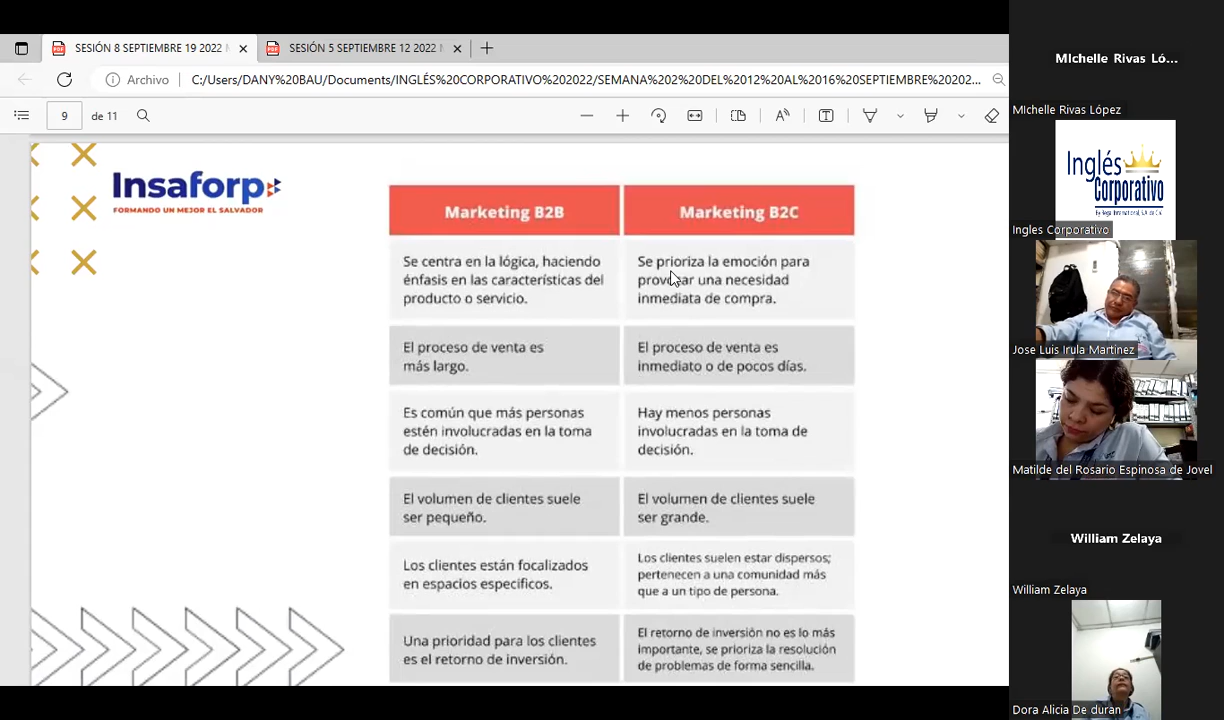 SESIÓN 8 SEPTIEMBRE 19 2022
SESIÓN 5 SEPTIEMBRE 12 2022
Archivo
C:/Users/DANY%20BAU/Documents/INGLÉS%20CORPORATIVO%202022/SEMANA%202%20DEL%2012%20AL%2016%20SEPTIEMBRE%20202...
9 de 11
Insaforp
FORMANDO UN MEJOR EL SALVADOR
Marketing B2B
Se centra en la lógica, haciendo
énfasis en las características del
producto o servicio.
El proceso de venta es
más largo.
Es común que más personas
estén involucradas en la toma
de decisión.
El volumen de clientes suele
ser pequeño.
Los clientes están focalizados
en espacios específicos.
Una prioridad para los clientes
es el retorno de inversión.
Marketing B2C
Se prioriza la emoción para
provocar una necesidad
inmediata de compra.
El proceso de venta es
inmediato o de pocos días.
Hay menos personas
involucradas en la toma de
decisión.
El volumen de clientes suele
ser grande.
Los clientes suelen estar dispersos;
pertenecen a una comunidad más
que a un tipo de persona.
El retorno de inversión no es lo más
importante, se prioriza la resolución
de problemas de forma sencilla.
MIchelle Rivas Ló...
MIchelle Rivas López
Inglés
Corporativo
Ingles Corporativo
Jose Luis Irula Martinez
Matilde del Rosario Espinosa de Jovel
William Zelaya
William Zelaya
Dora Alicia De duran